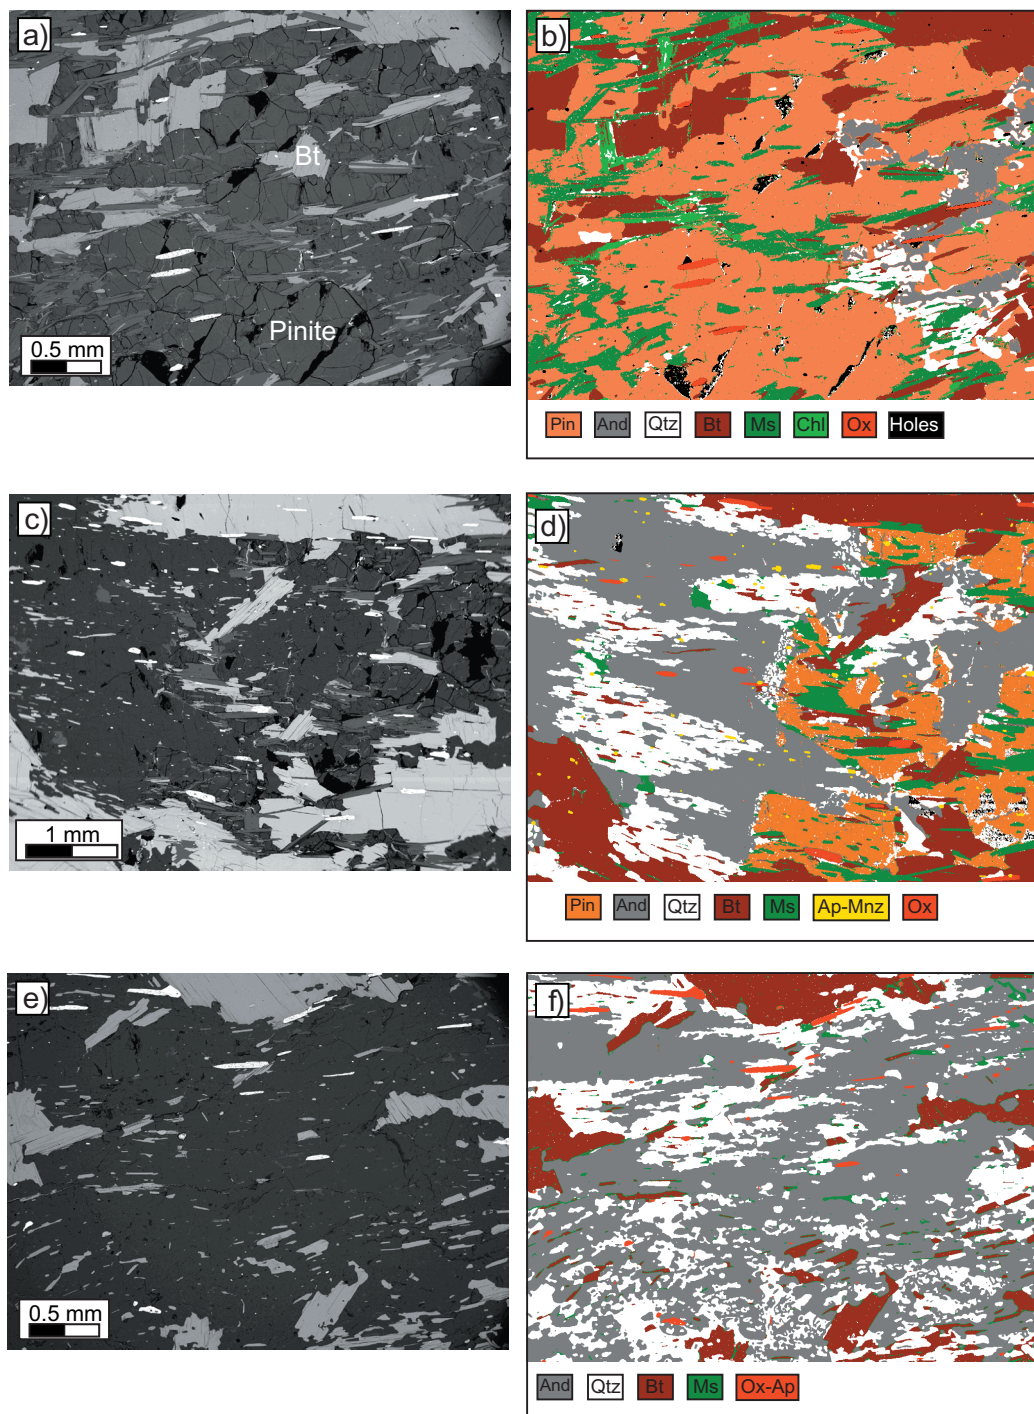 a)
Bt
Pinite
0.5 mm
b)
Pin And Qtz Bt Ms Chl Ox Holes
c)
1 mm
d)
Pin And Qtz Bt Ms Ap-Mnz Ox
e)
0.5 mm
f)
And Qtz Bt Ms Ox-Ap